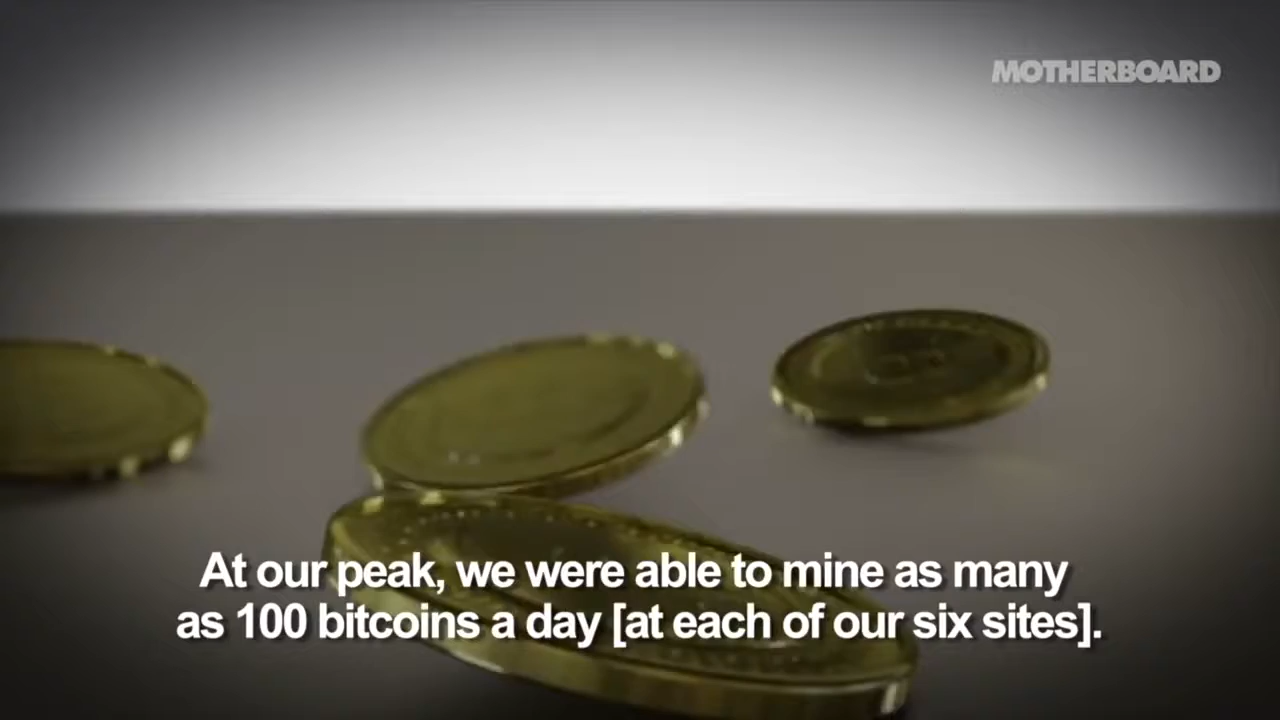 MOTHERBOARD
At our peak, we were able to mine as many
as 100 bitcoins a day [at each of our six sites].